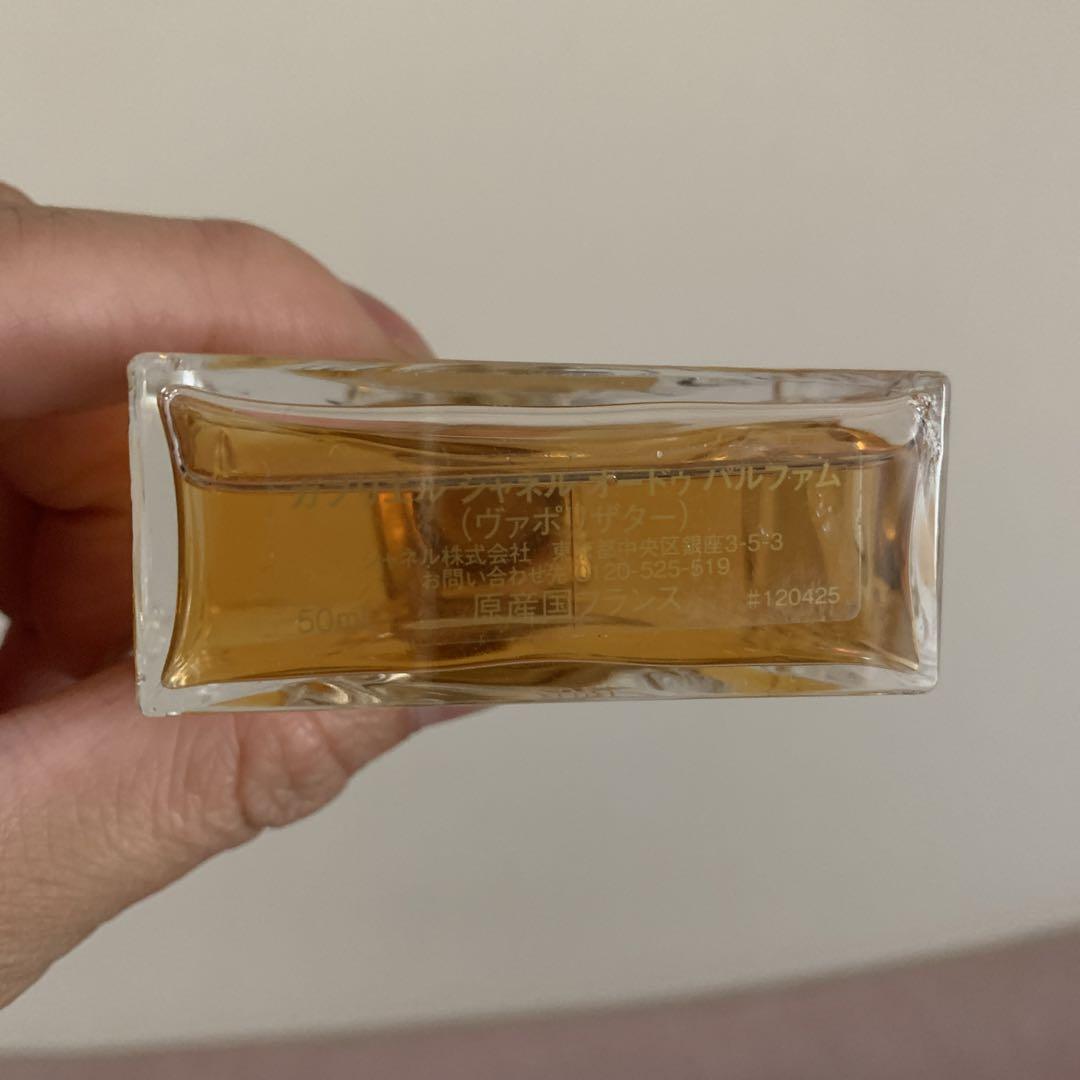 ガブリエル シャネル オードゥ パルファム
(ヴァポリザター)
シャネル株式会社 東京都中央区銀座3-5-3
お問い合わせ先 0120-525-519
50ml 原産国フランス #120425